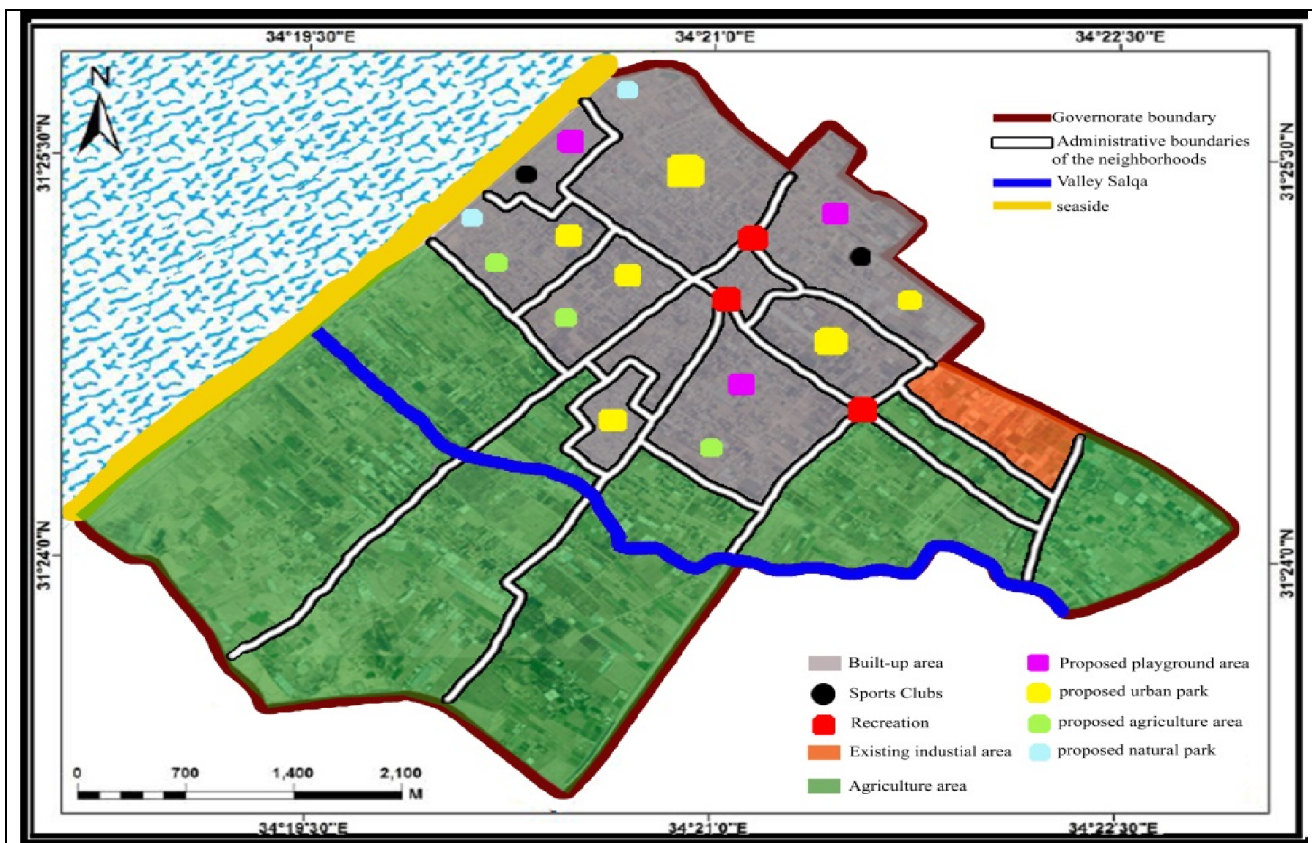 34°19'30"E
34°21'0"E
34°22'30"E
N
31°25'30"N
31°25'30"N
Governorate boundary
Administrative boundaries
of the neighborhoods
Valley Salqa
seaside
31°24'0"N
31°24'0"N
Built-up area
Sports Clubs
Recreation
Existing industial area
Agriculture area
Proposed playground area
proposed urban park
proposed agriculture area
proposed natural park
0 700 1,400 2,100
M
34°19'30"E
34°21'0"E
34°22'30"E